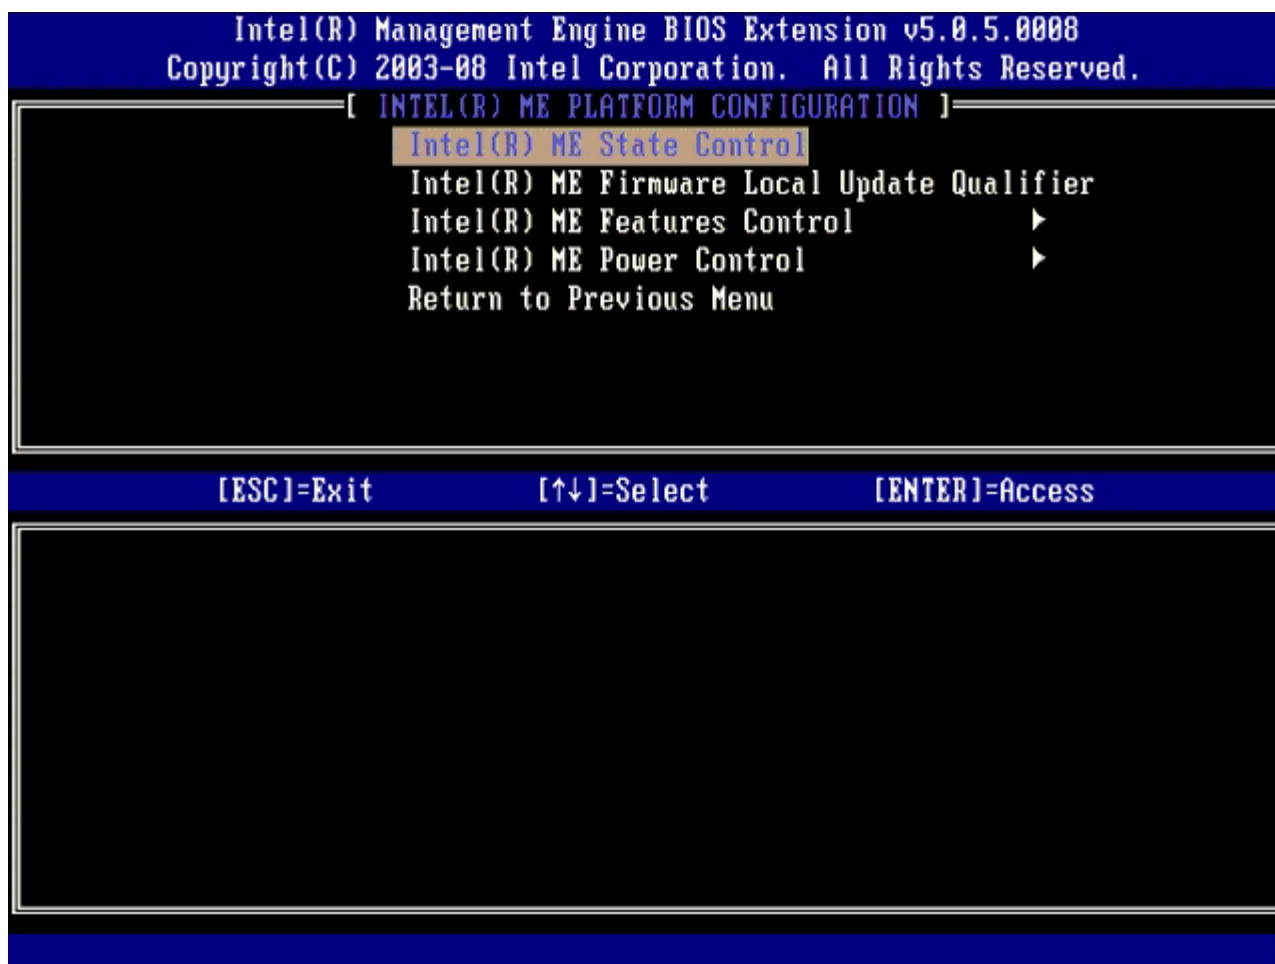 Intel(R) Management Engine BIOS Extension v5.0.5.0008
Copyright(C) 2003-08 Intel Corporation. All Rights Reserved.
[ INTEL(R) ME PLATFORM CONFIGURATION ]
Intel(R) ME State Control
Intel(R) ME Firmware Local Update Qualifier
Intel(R) ME Features Control ►
Intel(R) ME Power Control ►
Return to Previous Menu
[ESC]=Exit [↑↓]=Select [ENTER]=Access